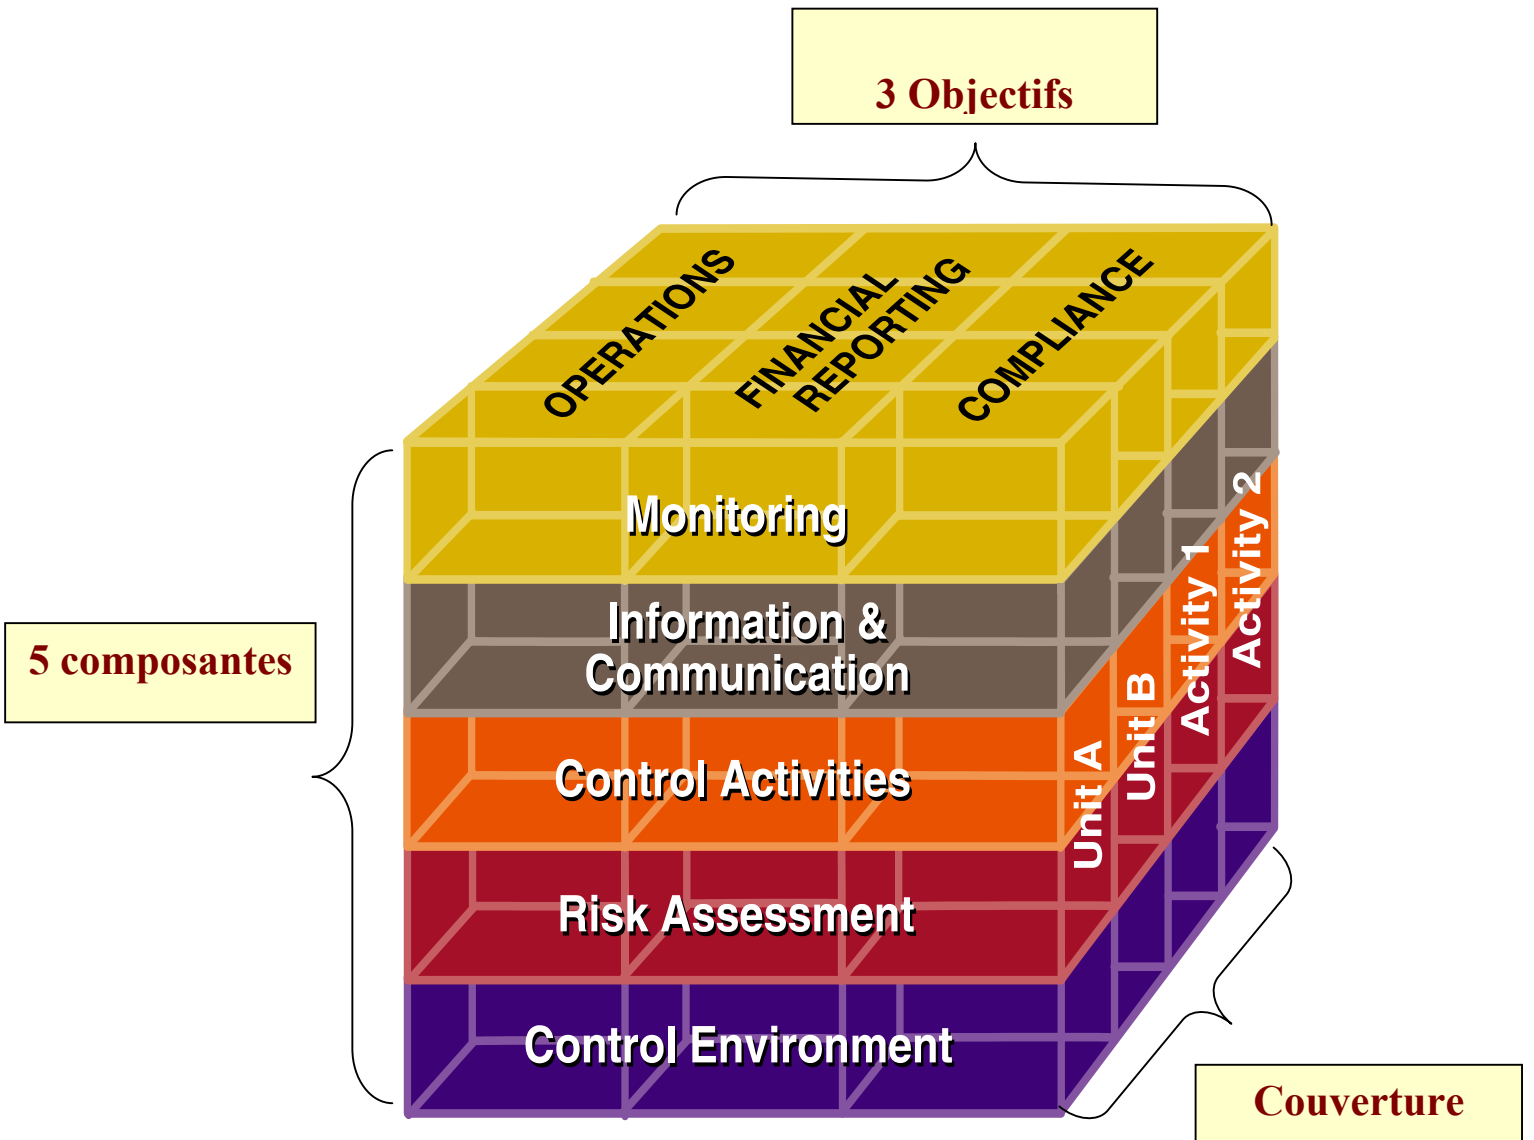 3 Objectifs
OPERATIONS
FINANCIAL
REPORTING
COMPLIANCE
Monitoring
Information &
Communication
Control Activities
Risk Assessment
Control Environment
5 composantes
Unit A
Unit B
Activity 1
Activity 2
Couverture